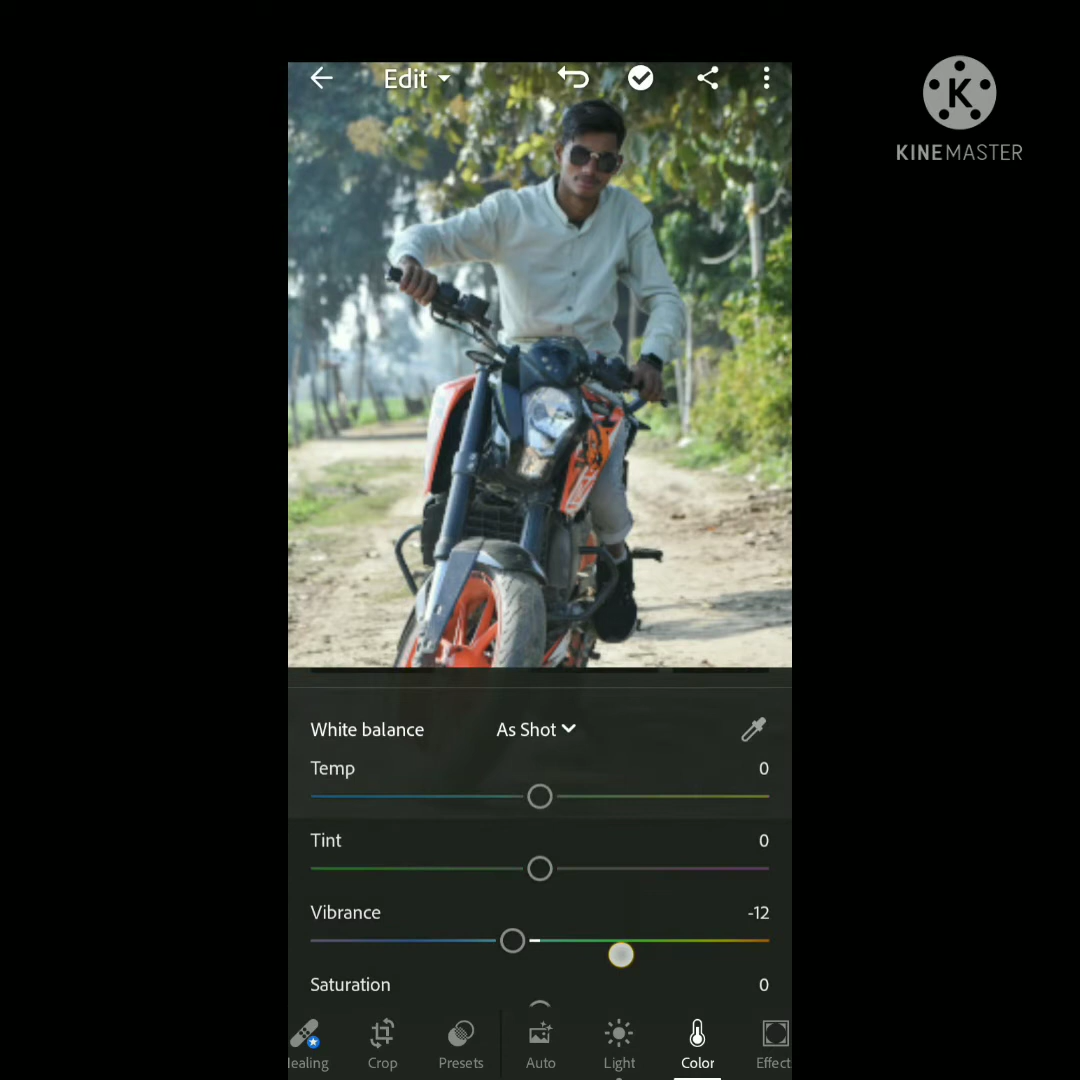 Edit
KINEMASTER
White balance As Shot
Temp 0
Tint 0
Vibrance -12
Saturation 0
ealing Crop Presets Auto Light Color Effect